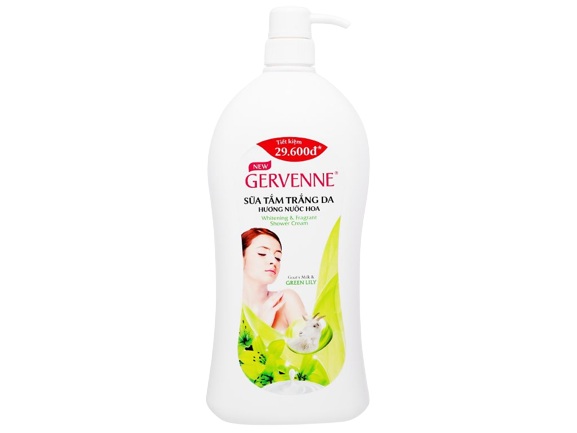 Tiết kiệm
29.600đ*
NEW
GERVENNE®
SỮA TẮM TRẮNG DA
HƯƠNG NƯỚC HOA
Whitening & Fragrant
Shower Cream
Goat's Milk &
GREEN LILY